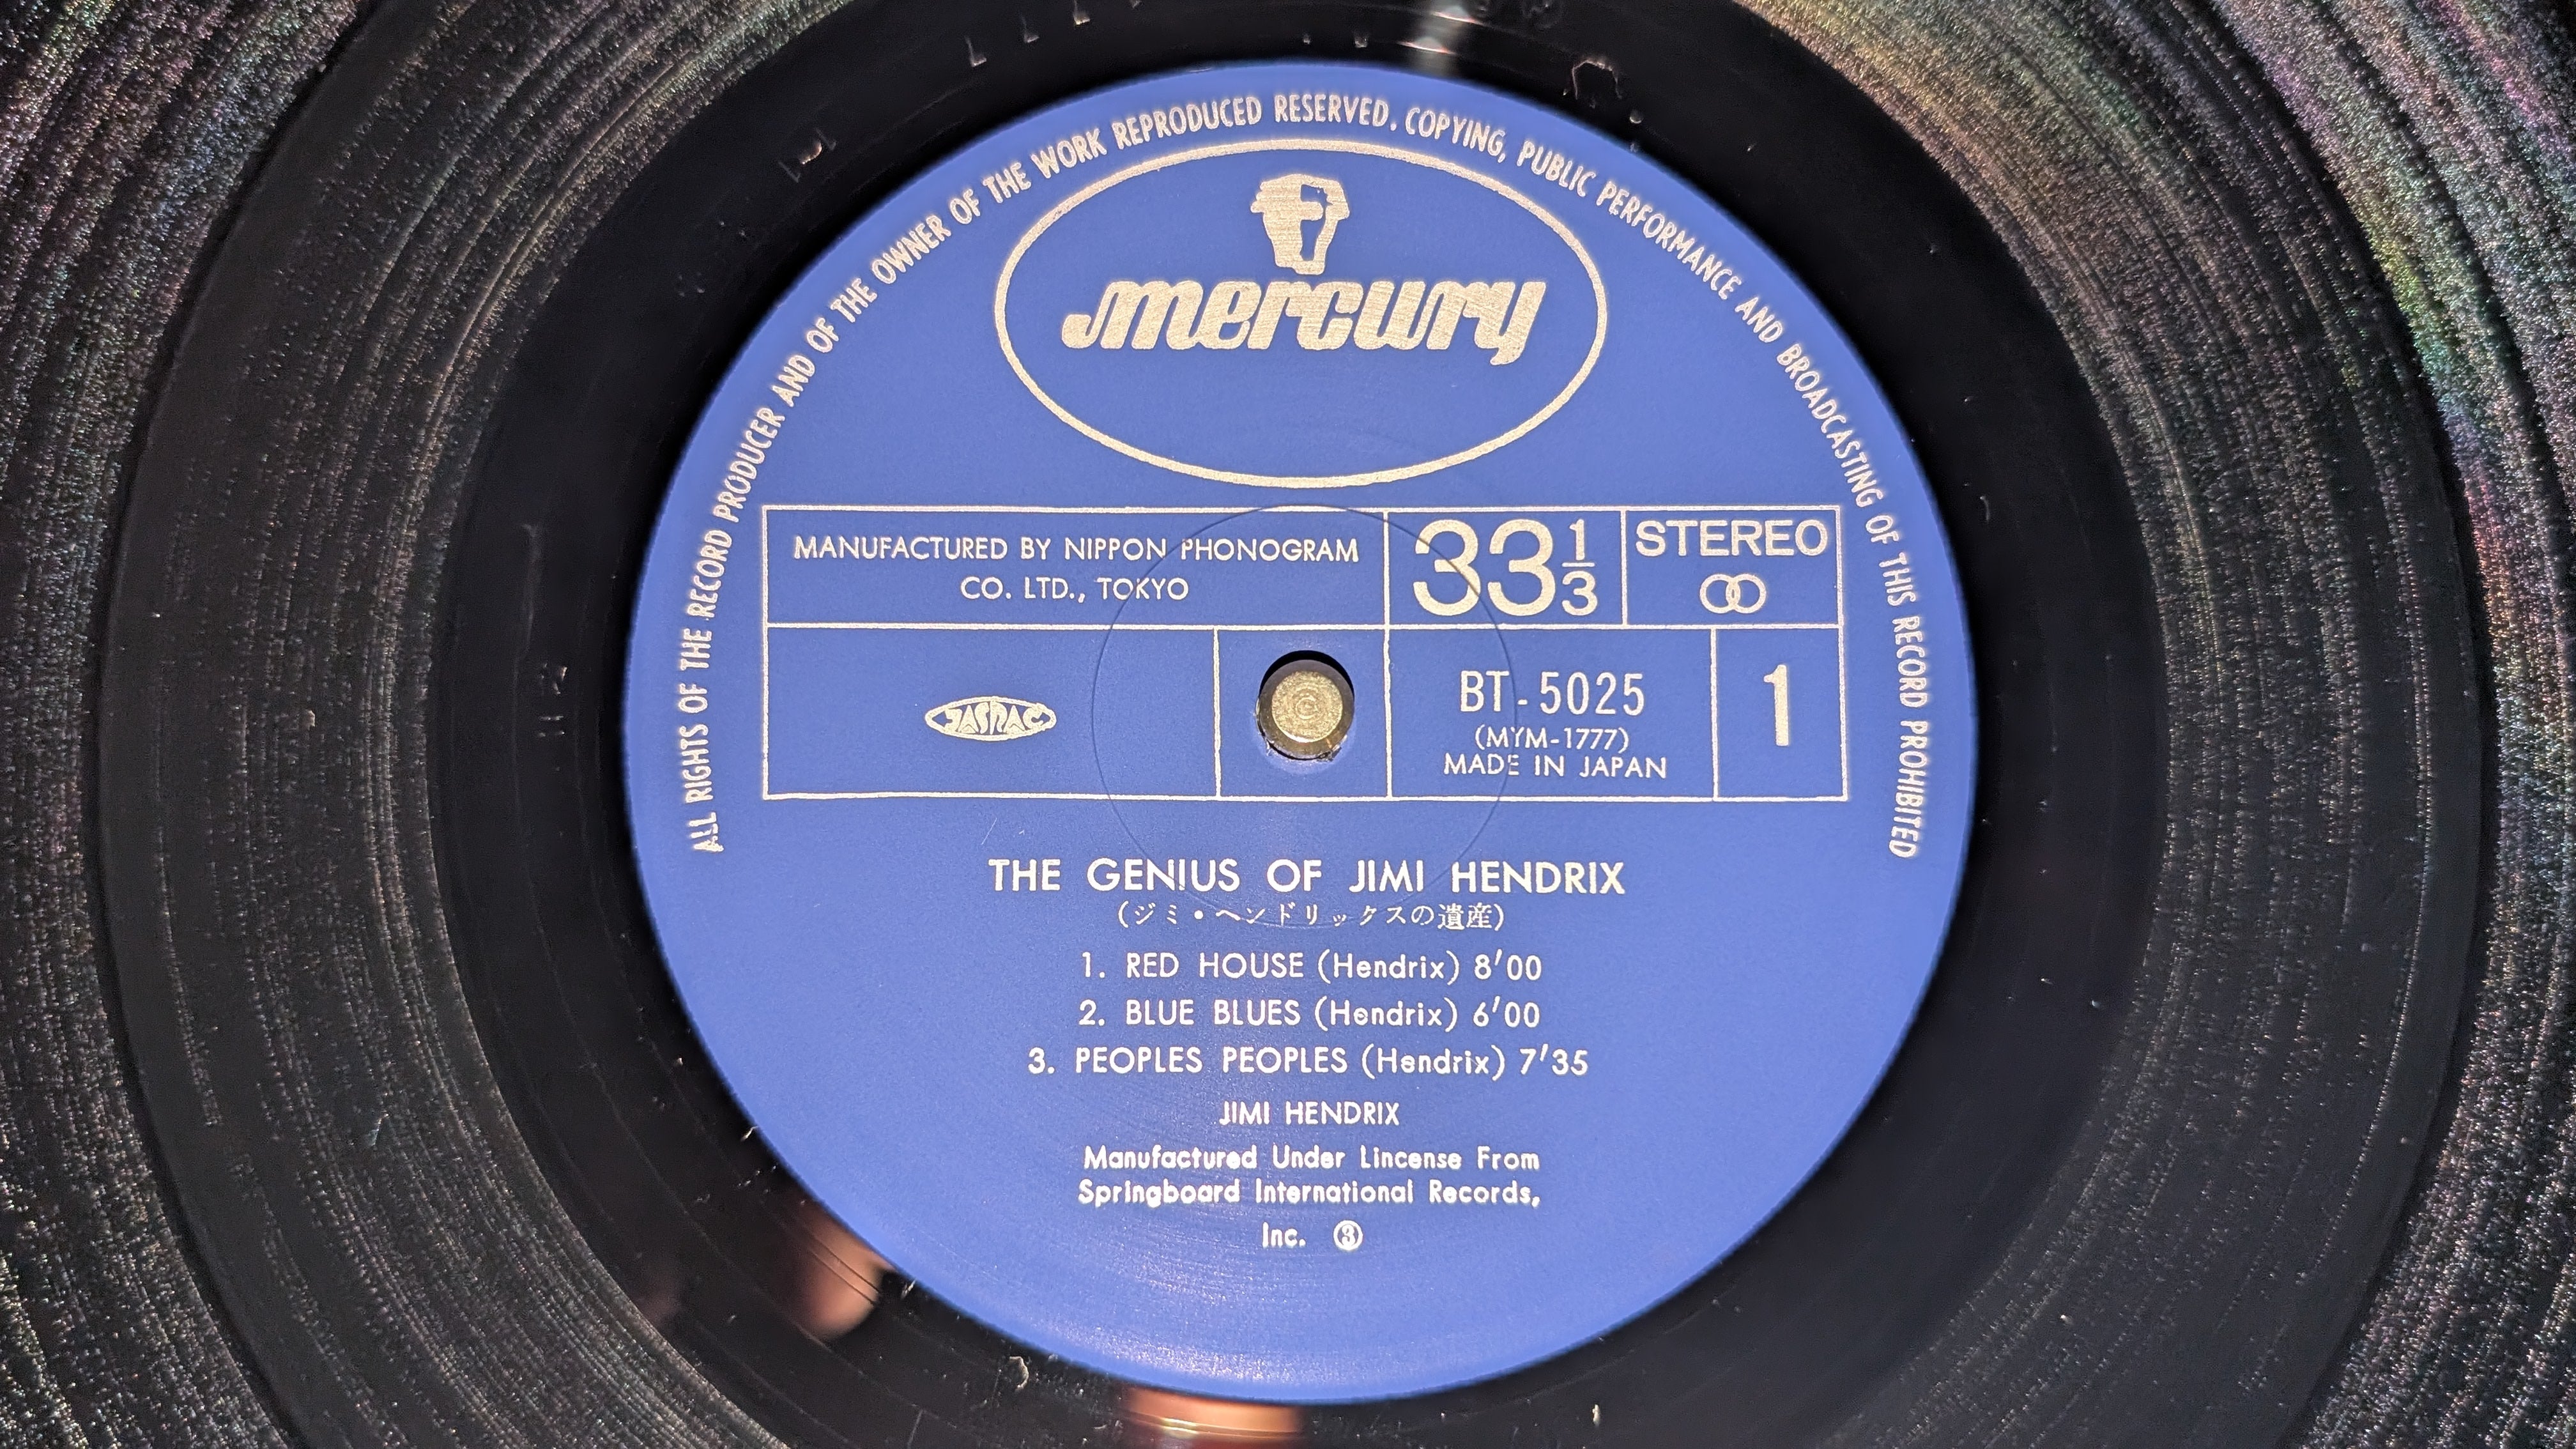 ALL RIGHTS OF THE RECORD PRODUCER AND OF THE OWNER OF THE WORK REPRODUCED RESERVED. COPYING, PUBLIC PERFORMANCE AND BROADCASTING OF THIS RECORD PROHIBITED
mercury
MANUFACTURED BY NIPPON PHONOGRAM
CO. LTD., TOKYO
33 1/3
STEREO
JASRAC
BT-5025
(MYM-1777)
MADE IN JAPAN
1
THE GENIUS OF JIMI HENDRIX
(ジミ・ヘンドリックスの遺産)
1. RED HOUSE (Hendrix) 8'00
2. BLUE BLUES (Hendrix) 6'00
3. PEOPLES PEOPLES (Hendrix) 7'35
JIMI HENDRIX
Manufactured Under Lincense From
Springboard International Records,
Inc. ③